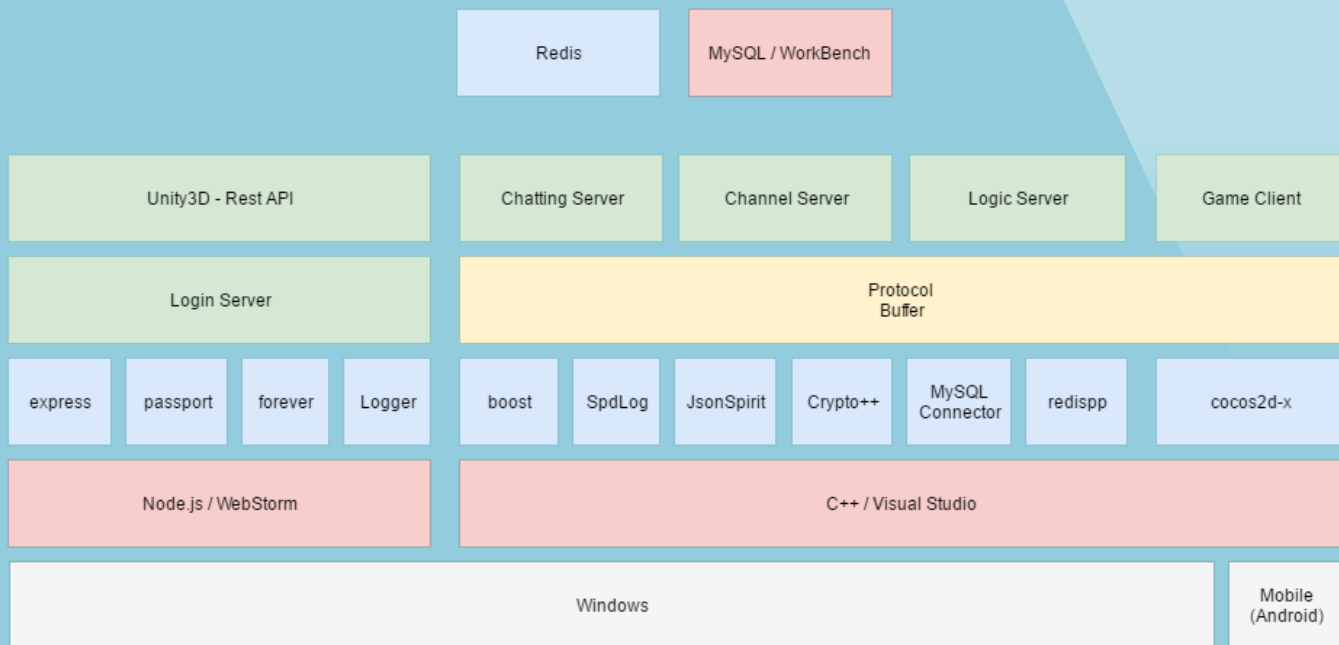 Redis
MySQL / WorkBench
Unity3D - Rest API
Chatting Server
Channel Server
Logic Server
Game Client
Login Server
Protocol
Buffer
express
passport
forever
Logger
boost
SpdLog
JsonSpirit
Crypto++
MySQL
Connector
redispp
cocos2d-x
Node.js / WebStorm
C++ / Visual Studio
Windows
Mobile
(Android)